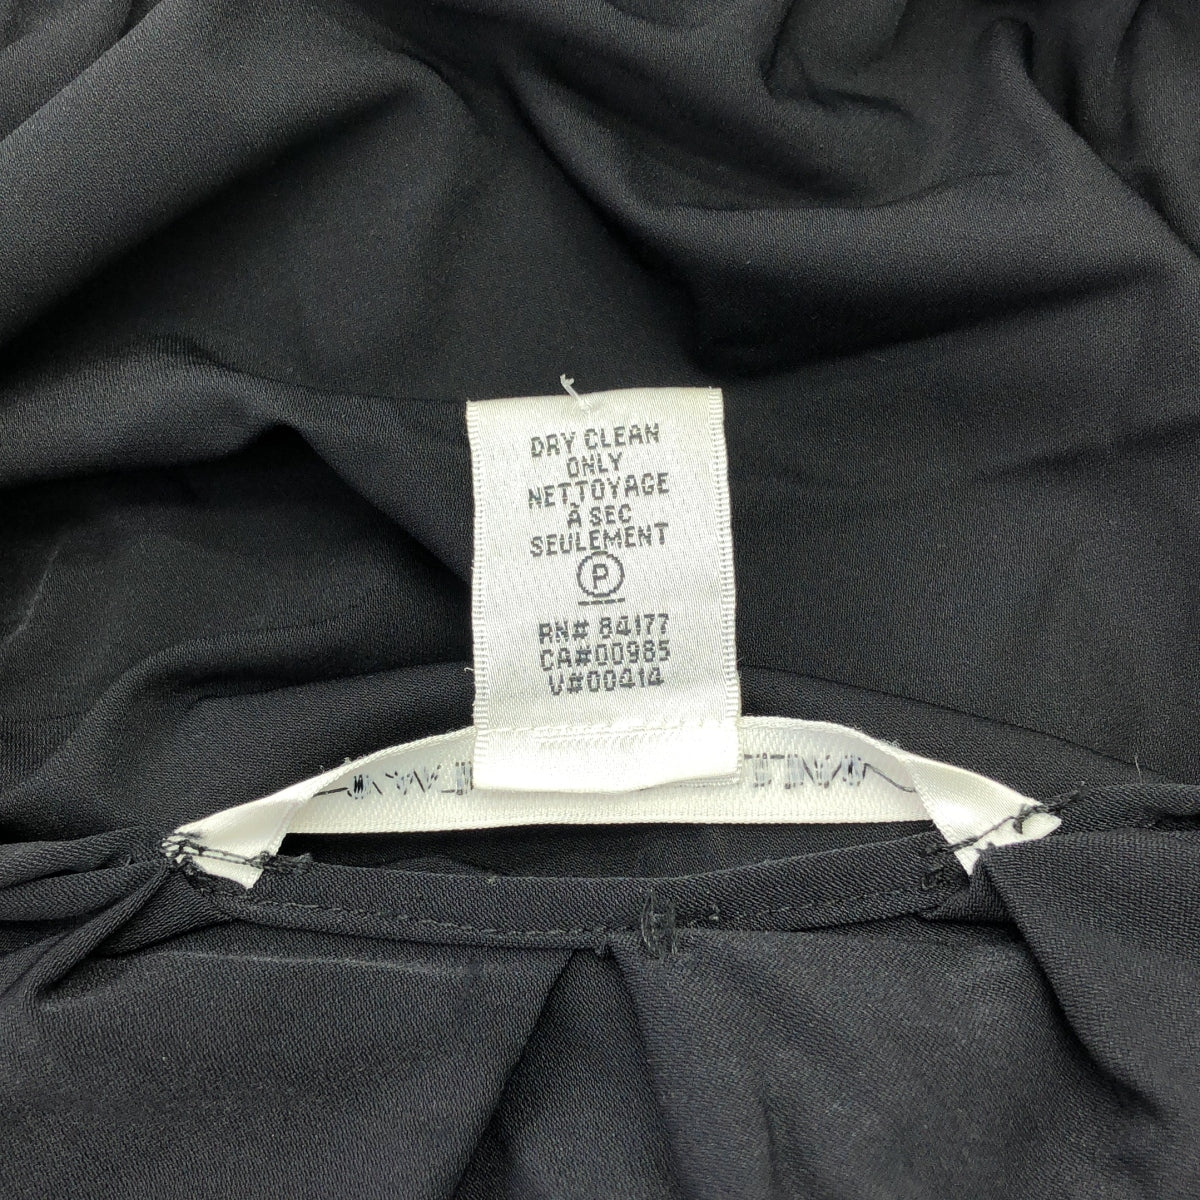 DRY CLEAN
ONLY
NETTOYAGE
À SEC
SEULEMENT
P
RN# 84177
CA#00985
V#00414